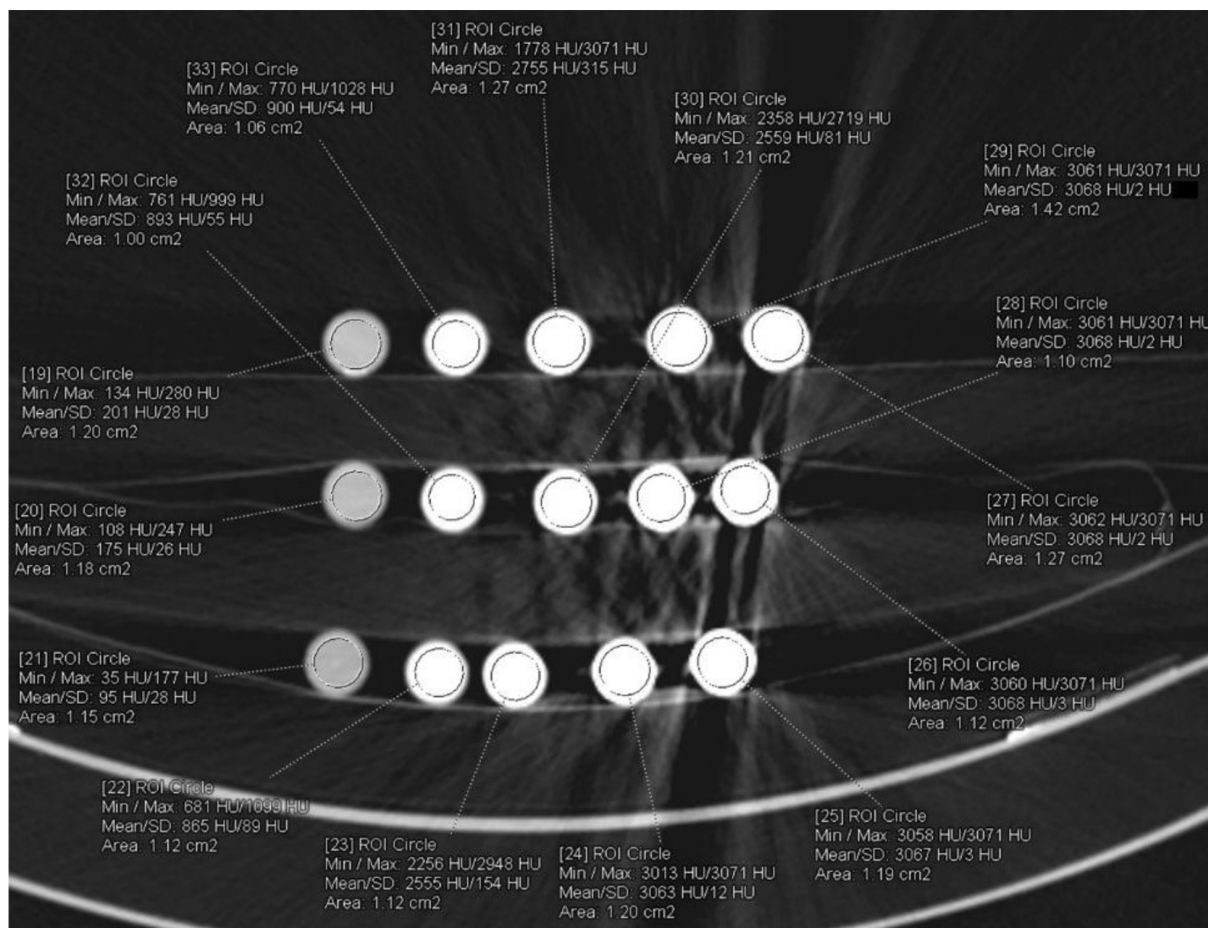 [31] ROI Circle
Min / Max: 1778 HU/3071 HU
Mean/SD: 2755 HU/315 HU
Area: 1.27 cm2
[33] ROI Circle
Min / Max: 770 HU/1028 HU
Mean/SD: 900 HU/54 HU
Area: 1.06 cm2
[30] ROI Circle
Min / Max: 2358 HU/2719 HU
Mean/SD: 2559 HU/81 HU
Area: 1.21 cm2
[29] ROI Circle
Min / Max: 3061 HU/3071 HU
Mean/SD: 3068 HU/2 HU
Area: 1.42 cm2
[32] ROI Circle
Min / Max: 761 HU/999 HU
Mean/SD: 893 HU/55 HU
Area: 1.00 cm2
[28] ROI Circle
Min / Max: 3061 HU/3071 HU
Mean/SD: 3068 HU/2 HU
Area: 1.10 cm2
[19] ROI Circle
Min / Max: 134 HU/280 HU
Mean/SD: 201 HU/28 HU
Area: 1.20 cm2
[27] ROI Circle
Min / Max: 3062 HU/3071 HU
Mean/SD: 3068 HU/2 HU
Area: 1.27 cm2
[20] ROI Circle
Min / Max: 108 HU/247 HU
Mean/SD: 175 HU/26 HU
Area: 1.18 cm2
[21] ROI Circle
Min / Max: 35 HU/177 HU
Mean/SD: 95 HU/28 HU
Area: 1.15 cm2
[26] ROI Circle
Min / Max: 3060 HU/3071 HU
Mean/SD: 3068 HU/3 HU
Area: 1.12 cm2
[22] ROI Circle
Min / Max: 681 HU/1099 HU
Mean/SD: 865 HU/89 HU
Area: 1.12 cm2
[23] ROI Circle
Min / Max: 2256 HU/2948 HU
Mean/SD: 2555 HU/154 HU
Area: 1.12 cm2
[24] ROI Circle
Min / Max: 3013 HU/3071 HU
Mean/SD: 3063 HU/12 HU
Area: 1.20 cm2
[25] ROI Circle
Min / Max: 3058 HU/3071 HU
Mean/SD: 3067 HU/3 HU
Area: 1.19 cm2